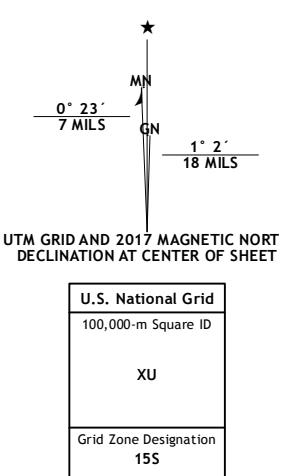 ★
MN
0° 23´
7 MILS
GN
1° 2´
18 MILS
UTM GRID AND 2017 MAGNETIC NORT
DECLINATION AT CENTER OF SHEET
U.S. National Grid
100,000-m Square ID
XU
Grid Zone Designation
15S